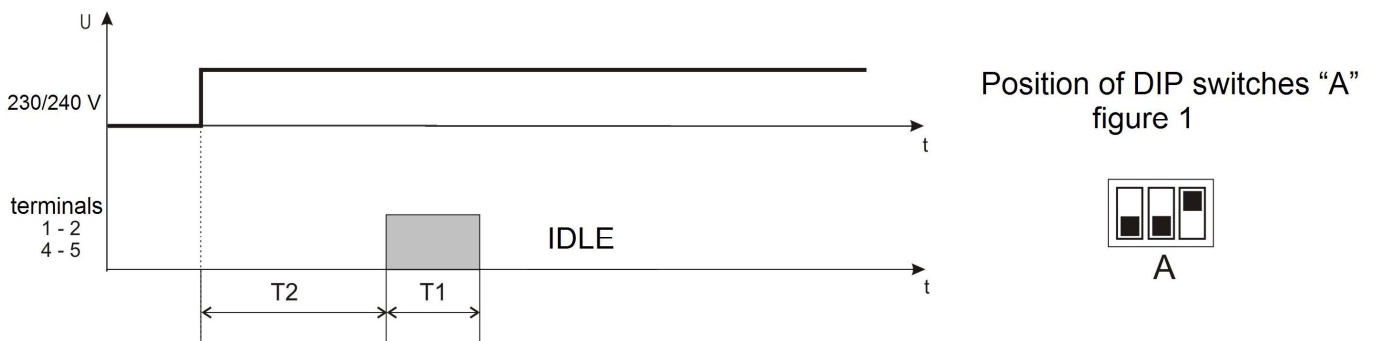 U
230/240 V
t
terminals
1 - 2
4 - 5
IDLE
T2
T1
t
Position of DIP switches “A”
figure 1
A